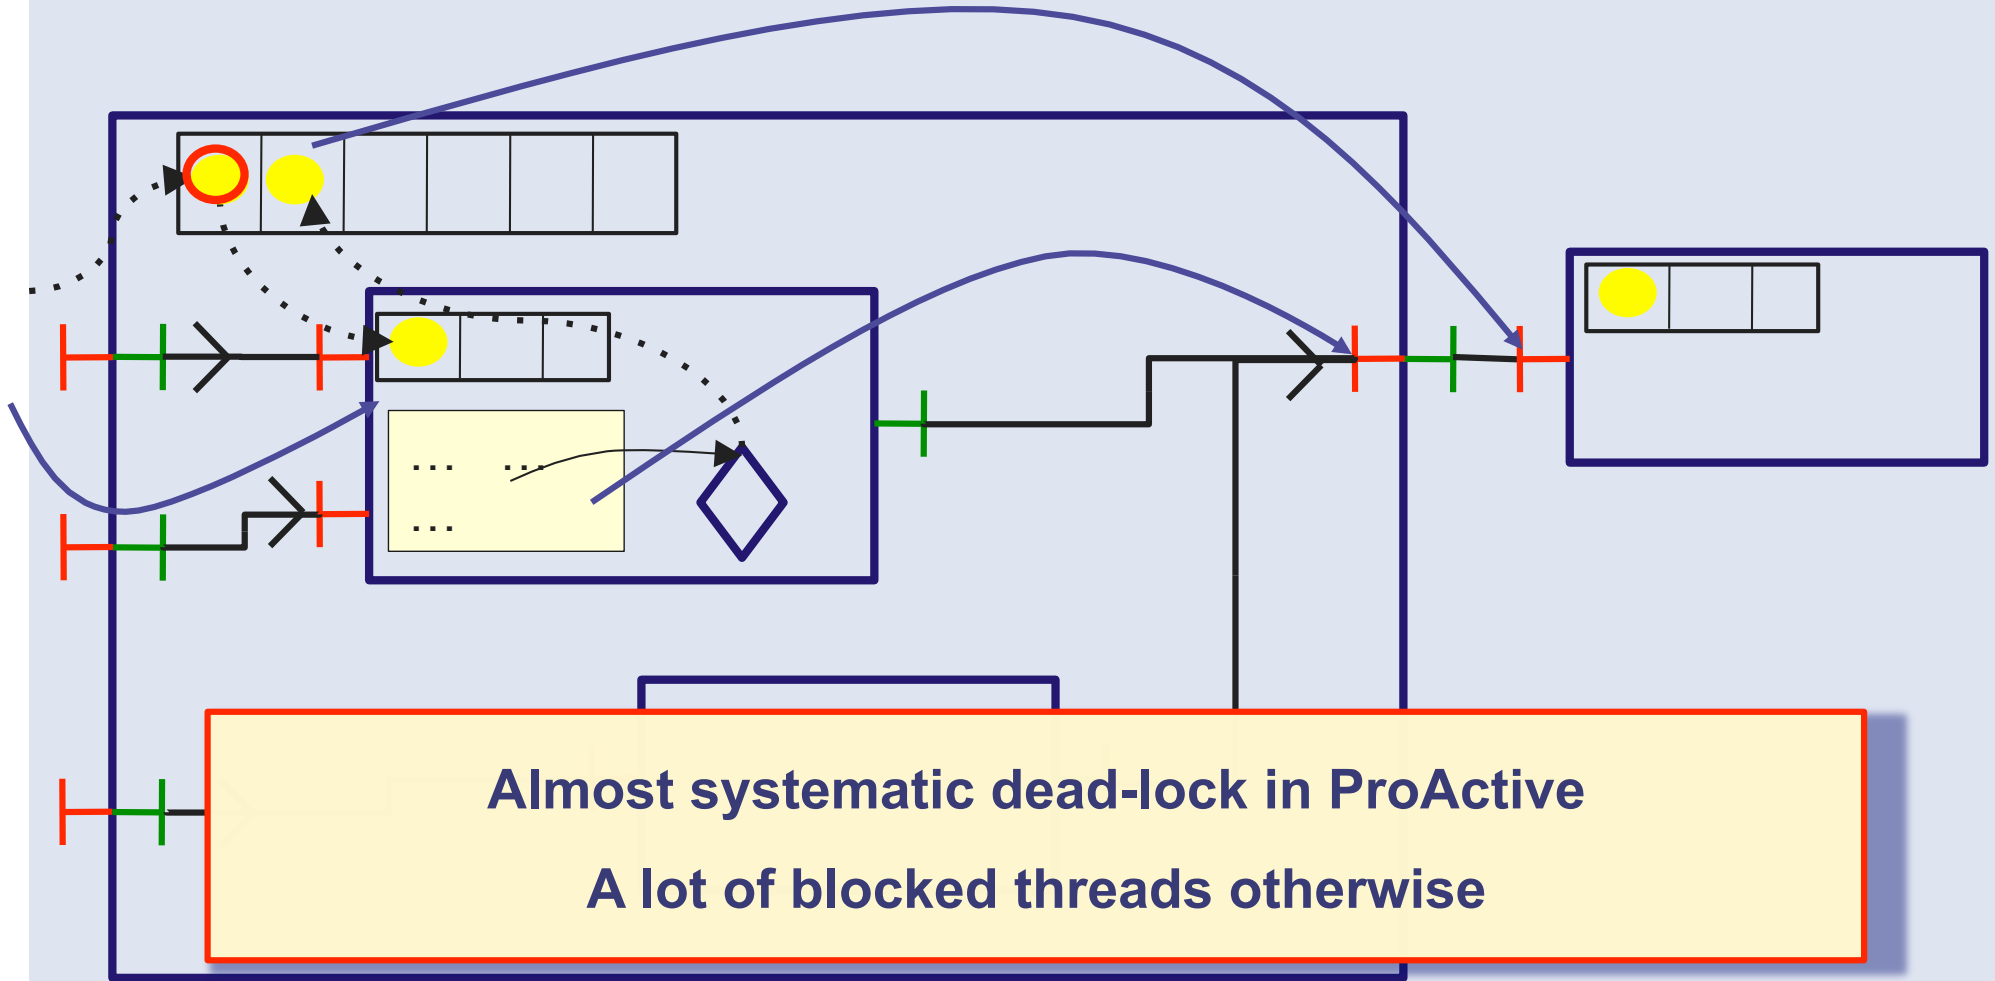 ... ...
...
Almost systematic dead-lock in ProActive
A lot of blocked threads otherwise